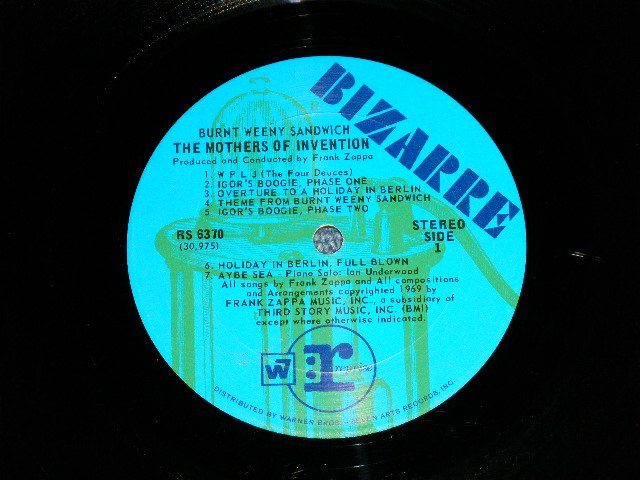 BIZARRE
BURNT WEENY SANDWICH
THE MOTHERS OF INVENTION
Produced and Conducted by Frank Zappa
1. W P L J (The Four Deuces)
2. IGOR'S BOOGIE, PHASE ONE
3. OVERTURE TO A HOLIDAY IN BERLIN
4. THEME FROM BURNT WEENY SANDWICH
5. IGOR'S BOOGIE, PHASE TWO
RS 6370
(30,975)
STEREO
SIDE
1
6. HOLIDAY IN BERLIN, FULL BLOWN
7. AYBE SEA - Piano Solo: Ian Underwood
All songs by Frank Zappa and All compositions
and Arrangements copyrighted 1969 by
FRANK ZAPPA MUSIC, INC., a subsidiary of
THIRD STORY MUSIC, INC. (BMI)
except where otherwise indicated.
W7
r reprise
DISTRIBUTED BY WARNER BROS. - SEVEN ARTS RECORDS, INC.